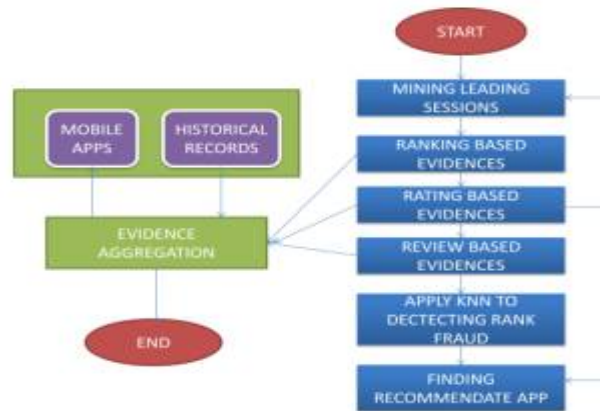 START
MINING LEADING
SESSIONS
MOBILE
APPS
HISTORICAL
RECORDS
RANKING BASED
EVIDENCES
RATING BASED
EVIDENCES
EVIDENCE
AGGREGATION
REVIEW BASED
EVIDENCES
APPLY KNN TO
DECTECTING RANK
FRAUD
END
FINDING
RECOMMENDATE APP